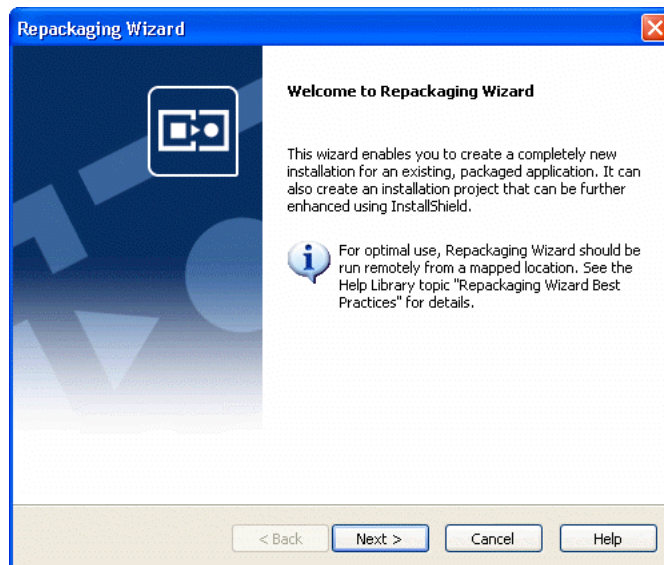 Repackaging Wizard
Welcome to Repackaging Wizard
This wizard enables you to create a completely new
installation for an existing, packaged application. It can
also create an installation project that can be further
enhanced using InstallShield.
For optimal use, Repackaging Wizard should be
run remotely from a mapped location. See the
Help Library topic "Repackaging Wizard Best
Practices" for details.
< Back Next > Cancel Help